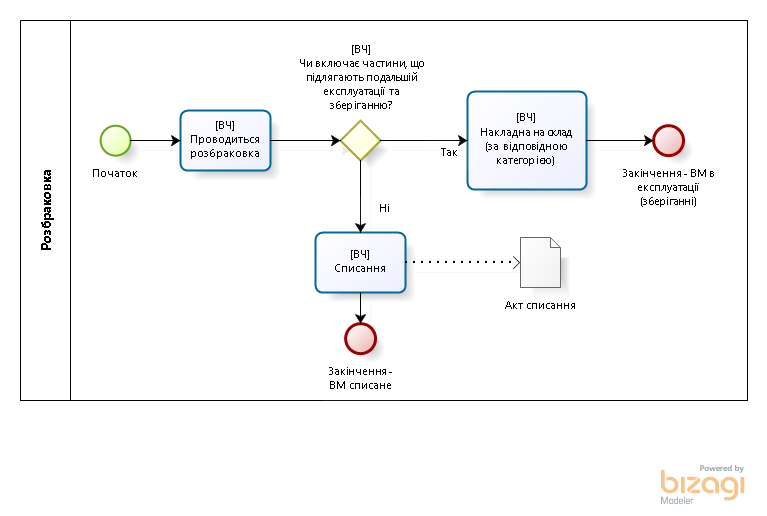 Розбраковка
Початок
[ВЧ]
Проводиться
розбраковка
[ВЧ]
Чи включає частини, що
підлягають подальшій
експлуатації та
зберіганню?
Так
[ВЧ]
Накладна на склад
(за відповідною
категорією)
Закінчення - ВМ в
експлуатації
(зберіганні)
Ні
[ВЧ]
Списання
Акт списання
Закінчення -
ВМ списане
Powered by
bizagi
Modeler